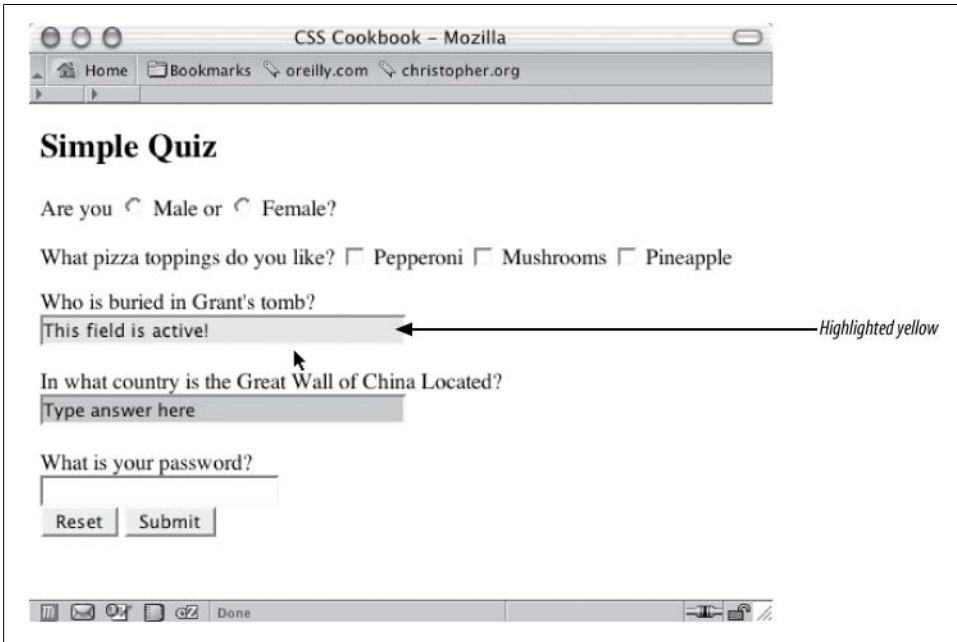 CSS Cookbook – Mozilla
Home Bookmarks oreilly.com christopher.org
Simple Quiz
Are you Male or Female?
What pizza toppings do you like? Pepperoni Mushrooms Pineapple
Who is buried in Grant's tomb?
This field is active!
Highlighted yellow
In what country is the Great Wall of China Located?
Type answer here
What is your password?
Reset Submit
Done